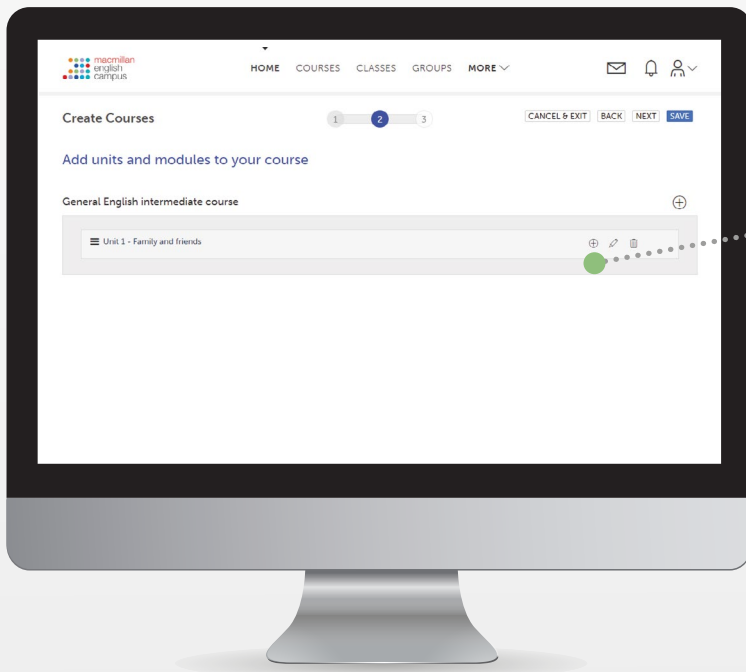 macmillan
english
campus
HOME COURSES CLASSES GROUPS MORE
Create Courses
1 2 3
CANCEL & EXIT BACK NEXT SAVE
Add units and modules to your course
General English intermediate course
Unit 1 - Family and friends